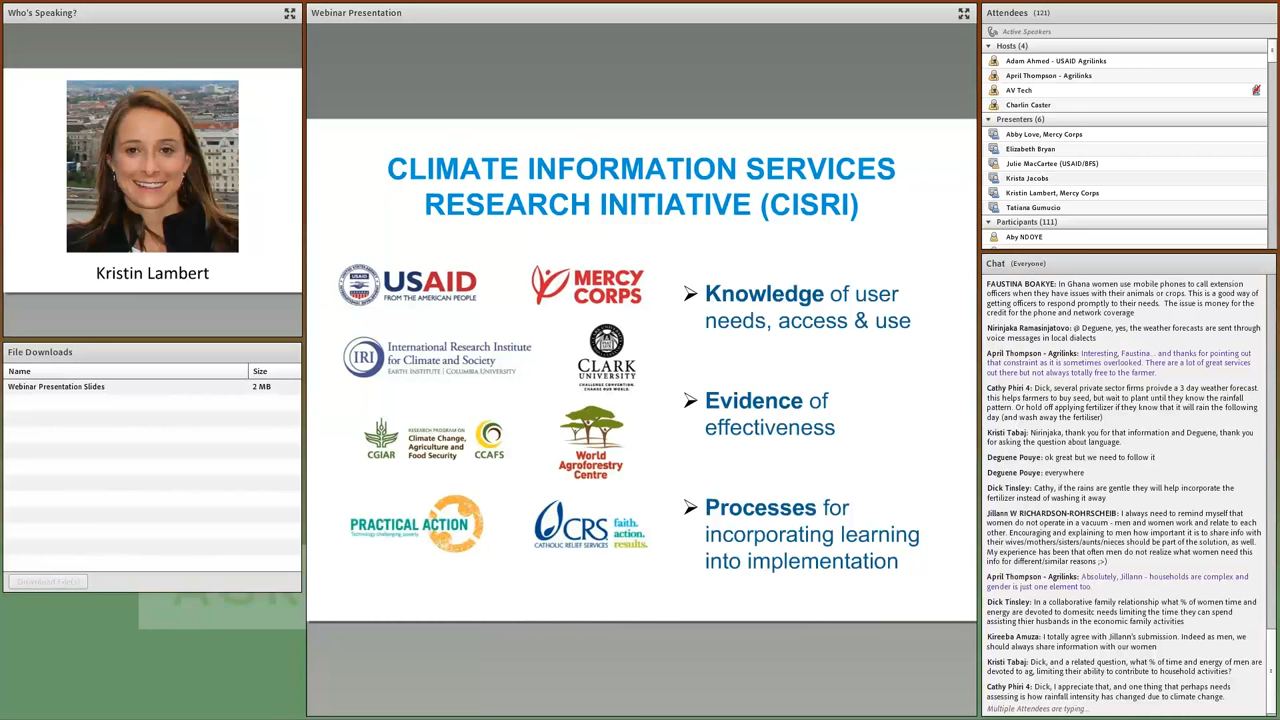 Who's Speaking?
Kristin Lambert
File Downloads
Name Size
Webinar Presentation Slides 2 MB
Download File(s)
Webinar Presentation
CLIMATE INFORMATION SERVICES
RESEARCH INITIATIVE (CISRI)
USAID
FROM THE AMERICAN PEOPLE
MERCY
CORPS
IRI
International Research Institute
for Climate and Society
EARTH INSTITUTE | COLUMBIA UNIVERSITY
CLARK
UNIVERSITY
CHALLENGE CONVENTION.
CHANGE OUR WORLD.
CGIAR
RESEARCH PROGRAM ON
Climate Change,
Agriculture and
Food Security
CCAFS
World
Agroforestry
Centre
PRACTICAL ACTION
Technology challenging poverty
CRS
CATHOLIC RELIEF SERVICES
faith.
action.
results.
Knowledge of user
needs, access & use
Evidence of
effectiveness
Processes for
incorporating learning
into implementation
Attendees (121)
Active Speakers
Hosts (4)
Adam Ahmed - USAID Agrilinks
April Thompson - Agrilinks
AV Tech
Charlin Caster
Presenters (6)
Abby Love, Mercy Corps
Elizabeth Bryan
Julie MacCartee (USAID/BFS)
Krista Jacobs
Kristin Lambert, Mercy Corps
Tatiana Gumucio
Participants (111)
Aby NDOYE
Chat (Everyone)
FAUSTINA BOAKYE: In Ghana women use mobile phones to call extension
officers when they have issues with their animals or crops. This is a good way of
getting officers to respond promptly to their needs. The issue is money for the
credit for the phone and network coverage
Nirinjaka Ramasinjatovo: @ Deguene, yes, the weather forecasts are sent through
voice messages in local dialects
April Thompson - Agrilinks: Interesting, Faustina... and thanks for pointing out
that constraint as it is sometimes overlooked. There are a lot of great services
out there but not always totally free to the farmer.
Cathy Phiri 4: Dick, several private sector firms proivde a 3 day weather forecast.
this helps farmers to buy seed, but wait to plant until they know the rainfall
pattern. Or hold off applying fertilizer if they know that it will rain the following
day (and wash away the fertiliser)
Kristi Tabaj: Nirinjaka, thank you for that information and Deguene, thank you
for asking the question about language.
Deguene Pouye: ok great but we need to follow it
Deguene Pouye: everywhere
Dick Tinsley: Cathy, if the rains are gentle they will help incorporate the
fertilizer instead of washing it away
Jillann W RICHARDSON-ROHRSCHEIB: I always need to remind myself that
women do not operate in a vacuum - men and women work and relate to each
other. Encouraging and explaining to men how important it is to share info with
their wives/mothers/sisters/aunts/nieces should be part of the solution, as well.
My experience has been that often men do not realize what women need this
info for different/similar reasons ;>)
April Thompson - Agrilinks: Absolutely, Jillann - households are complex and
gender is just one element too.
Dick Tinsley: In a collaborative family relationship what % of women time and
energy are devoted to domesitc needs limiting the time they can spend
assisting thier husbands in the economic family activities
Kireeba Amuza: I totally agree with Jillann's submission. Indeed as men, we
should always share information with our women
Kristi Tabaj: Dick, and a related question, what % of time and energy of men are
devoted to ag, limiting their ability to contribute to household activities?
Cathy Phiri 4: Dick, I appreciate that, and one thing that perhaps needs
assessing is how rainfall intensity has changed due to climate change.
Multiple Attendees are typing...